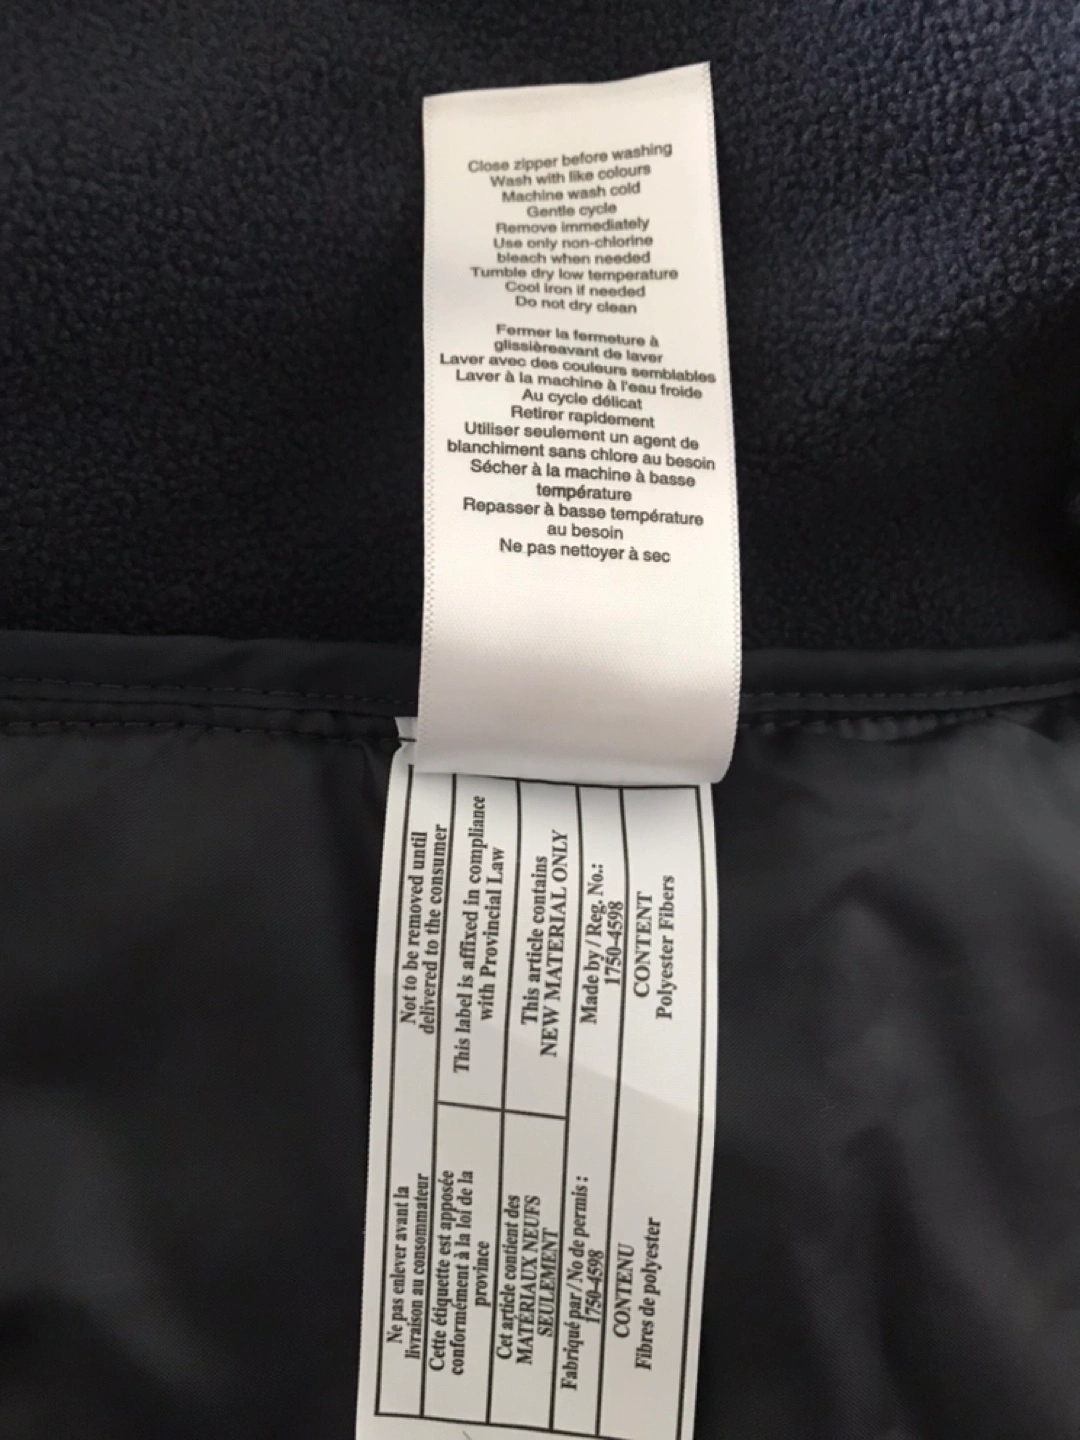 Close zipper before washing
Wash with like colours
Machine wash cold
Gentle cycle
Remove immediately
Use only non-chlorine
bleach when needed
Tumble dry low temperature
Cool iron if needed
Do not dry clean
Fermer la fermeture à
glissièreavant de laver
Laver avec des couleurs semblables
Laver à la machine à l'eau froide
Au cycle délicat
Retirer rapidement
Utiliser seulement un agent de
blanchiment sans chlore au besoin
Sécher à la machine à basse
température
Repasser à basse température
au besoin
Ne pas nettoyer à sec
Not to be removed until
delivered to the consumer
This label is affixed in compliance
with Provincial Law
This article contains
NEW MATERIAL ONLY
Made by / Reg. No.:
1750-4598
CONTENT
Polyester Fibers
Ne pas enlever avant la
livraison au consommateur
Cette étiquette est apposée
conformément à la loi de la
province
Cet article contient des
MATÉRIAUX NEUFS
SEULEMENT
Fabriqué par / No de permis :
1750-4598
CONTENU
Fibres de polyester